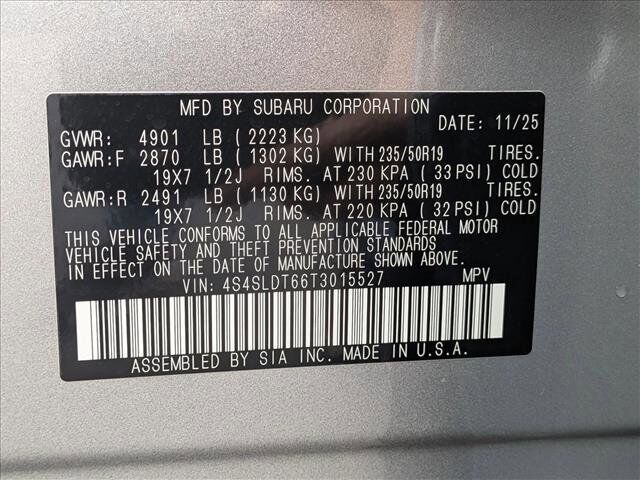 MFD BY SUBARU CORPORATION
DATE: 11/25
GVWR: 4901 LB ( 2223 KG)
GAWR:F 2870 LB ( 1302 KG) WITH 235/50R19 TIRES.
19X7 1/2J RIMS. AT 230 KPA ( 33 PSI) COLD
GAWR:R 2491 LB ( 1130 KG) WITH 235/50R19 TIRES.
19X7 1/2J RIMS. AT 220 KPA ( 32 PSI) COLD
THIS VEHICLE CONFORMS TO ALL APPLICABLE FEDERAL MOTOR
VEHICLE SAFETY AND THEFT PREVENTION STANDARDS
IN EFFECT ON THE DATE OF MANUFACTURE SHOWN ABOVE.
VIN: 4S4SLDT66T3015527 MPV
ASSEMBLED BY SIA INC. MADE IN U.S.A.